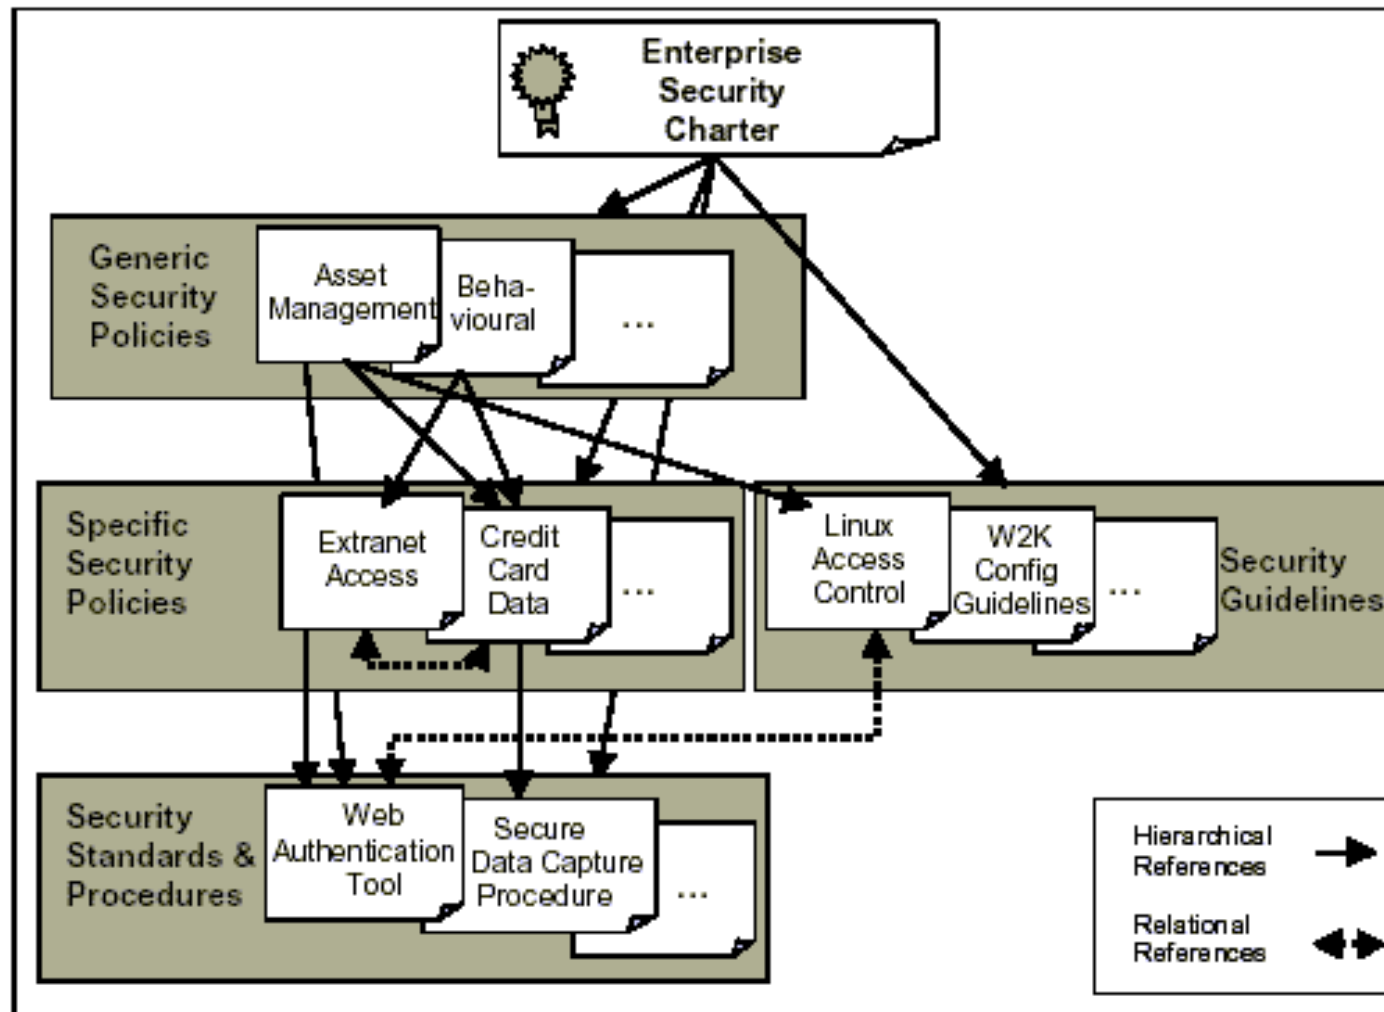 Enterprise
Security
Charter
Generic
Security
Policies
Asset
Management
Beha-
vioural
...
Specific
Security
Policies
Extranet
Access
Credit
Card
Data
...
Linux
Access
Control
W2K
Config
Guidelines
...
Security
Guidelines
Security
Standards &
Procedures
Web
Authentication
Tool
Secure
Data Capture
Procedure
...
Hierarchical
References
Relational
References